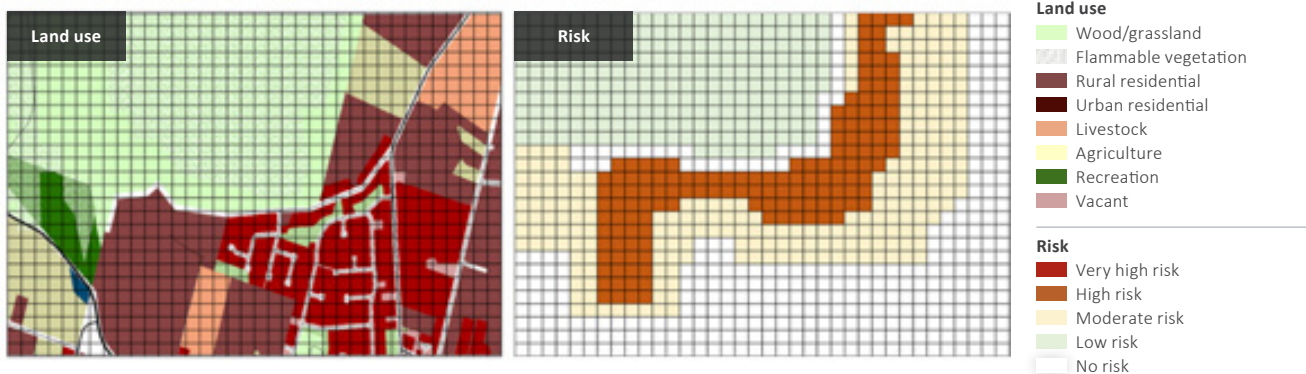 Land use
Risk
Land use
Wood/grassland
Flammable vegetation
Rural residential
Urban residential
Livestock
Agriculture
Recreation
Vacant
Risk
Very high risk
High risk
Moderate risk
Low risk
No risk